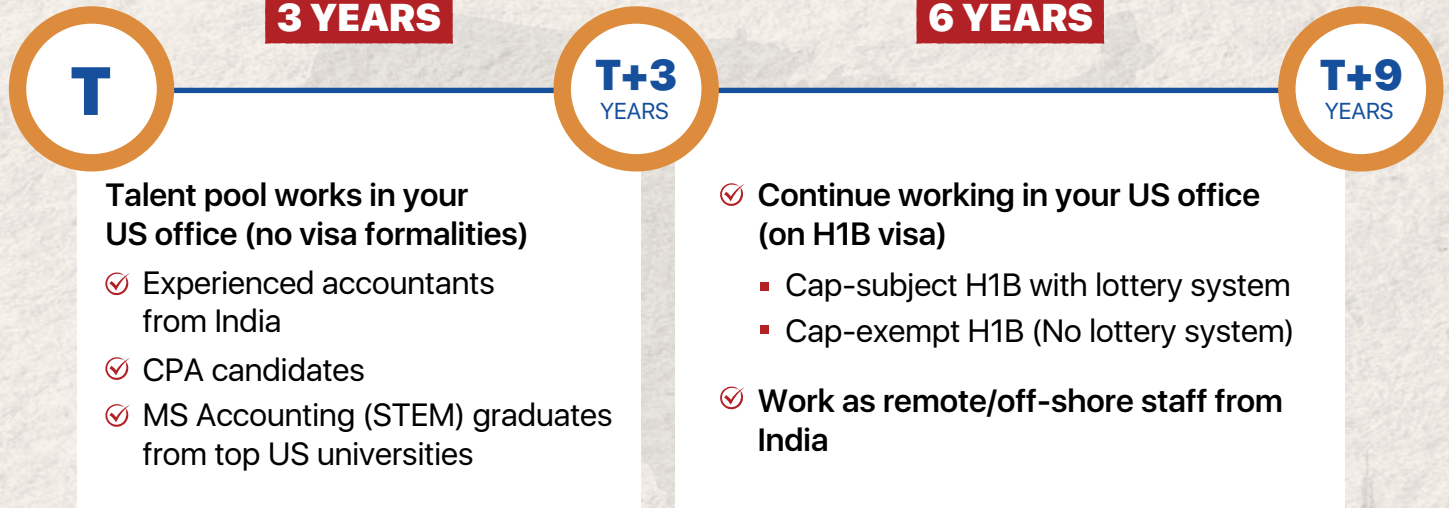 3 YEARS
6 YEARS
T
T+3
YEARS
T+9
YEARS
Talent pool works in your
US office (no visa formalities)
Experienced accountants
from India
CPA candidates
MS Accounting (STEM) graduates
from top US universities
Continue working in your US office
(on H1B visa)
Cap-subject H1B with lottery system
Cap-exempt H1B (No lottery system)
Work as remote/off-shore staff from
India